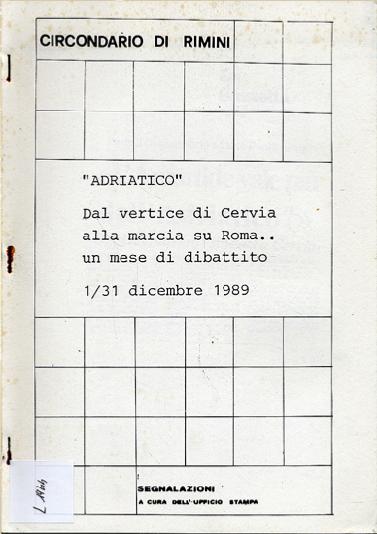 CIRCONDARIO DI RIMINI
"ADRIATICO"
Dal vertice di Cervia
alla marcia su Roma..
un mese di dibattito
1/31 dicembre 1989
SEGNALAZIONI
A CURA DELL'UFFICIO STAMPA